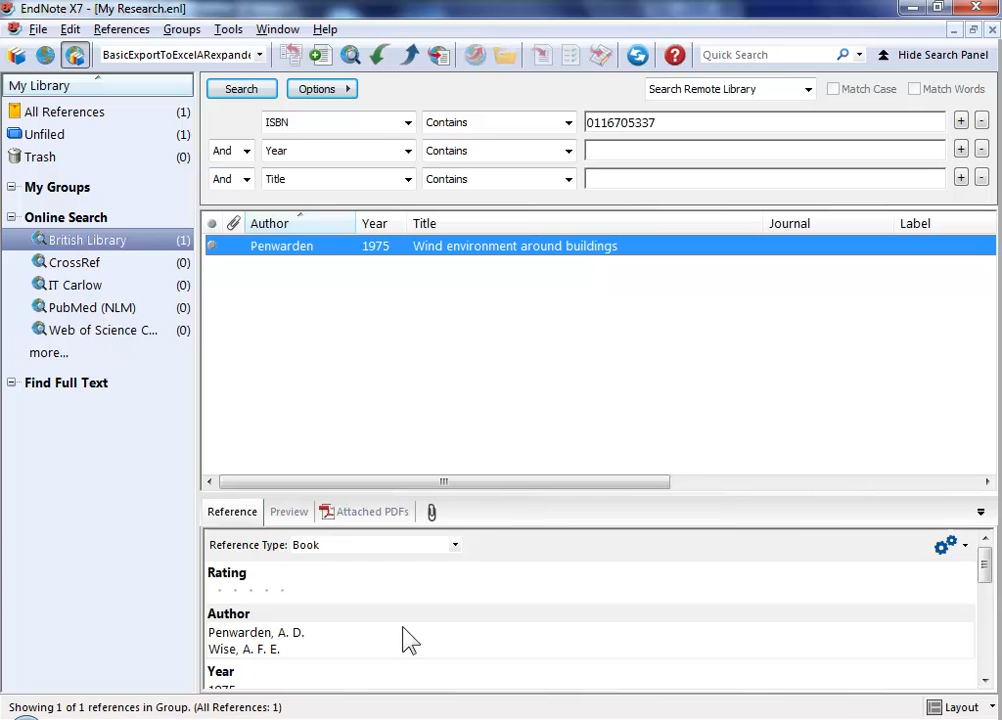 EndNote X7 - [My Research.enl]
File Edit References Groups Tools Window Help
BasicExportToExcelARexpande Quick Search Hide Search Panel
My Library
All References (1)
Unfiled (1)
Trash (0)
My Groups
Online Search
British Library (1)
CrossRef (0)
IT Carlow (0)
PubMed (NLM) (0)
Web of Science C... (0)
more...
Find Full Text
Search Options Search Remote Library Match Case Match Words
ISBN Contains 0116705337 + -
And Year Contains + -
And Title Contains + -
Author Year Title Journal Label
Penwarden 1975 Wind environment around buildings
Reference Preview Attached PDFs
Reference Type: Book
Rating
Author
Penwarden, A. D.
Wise, A. F. E.
Year
1975
Showing 1 of 1 references in Group. (All References: 1) Layout